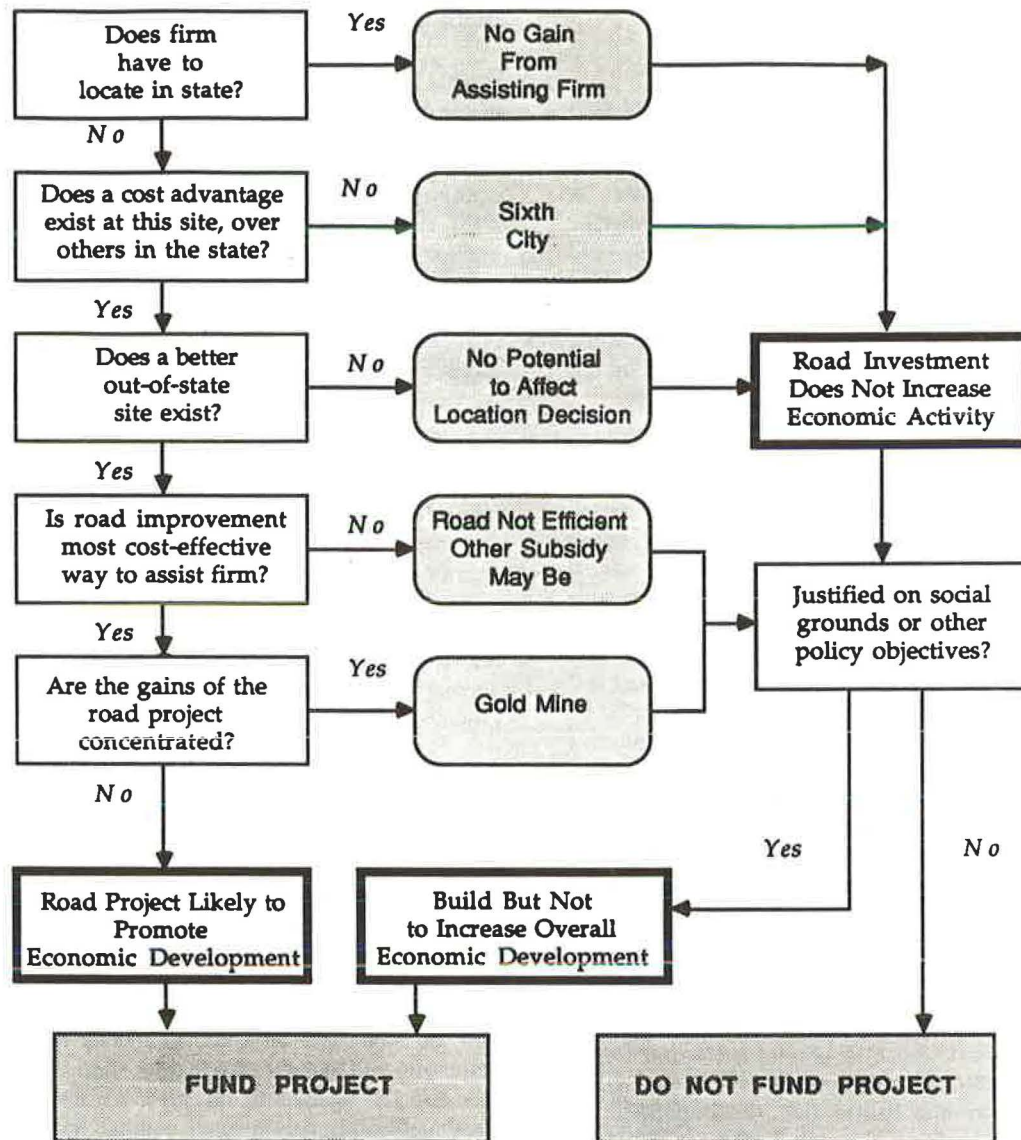 Does firm
have to
locate in state?
Yes
No Gain
From
Assisting Firm
No
Does a cost advantage
exist at this site, over
others in the state?
No
Sixth
City
Yes
Does a better
out-of-state
site exist?
No
No Potential
to Affect
Location Decision
Road Investment
Does Not Increase
Economic Activity
Yes
Is road improvement
most cost-effective
way to assist firm?
No
Road Not Efficient
Other Subsidy
May Be
Justified on social
grounds or other
policy objectives?
Yes
Are the gains of the
road project
concentrated?
Yes
Gold Mine
No
Yes
No
Road Project Likely to
Promote
Economic Development
Build But Not
to Increase Overall
Economic Development
FUND PROJECT
DO NOT FUND PROJECT